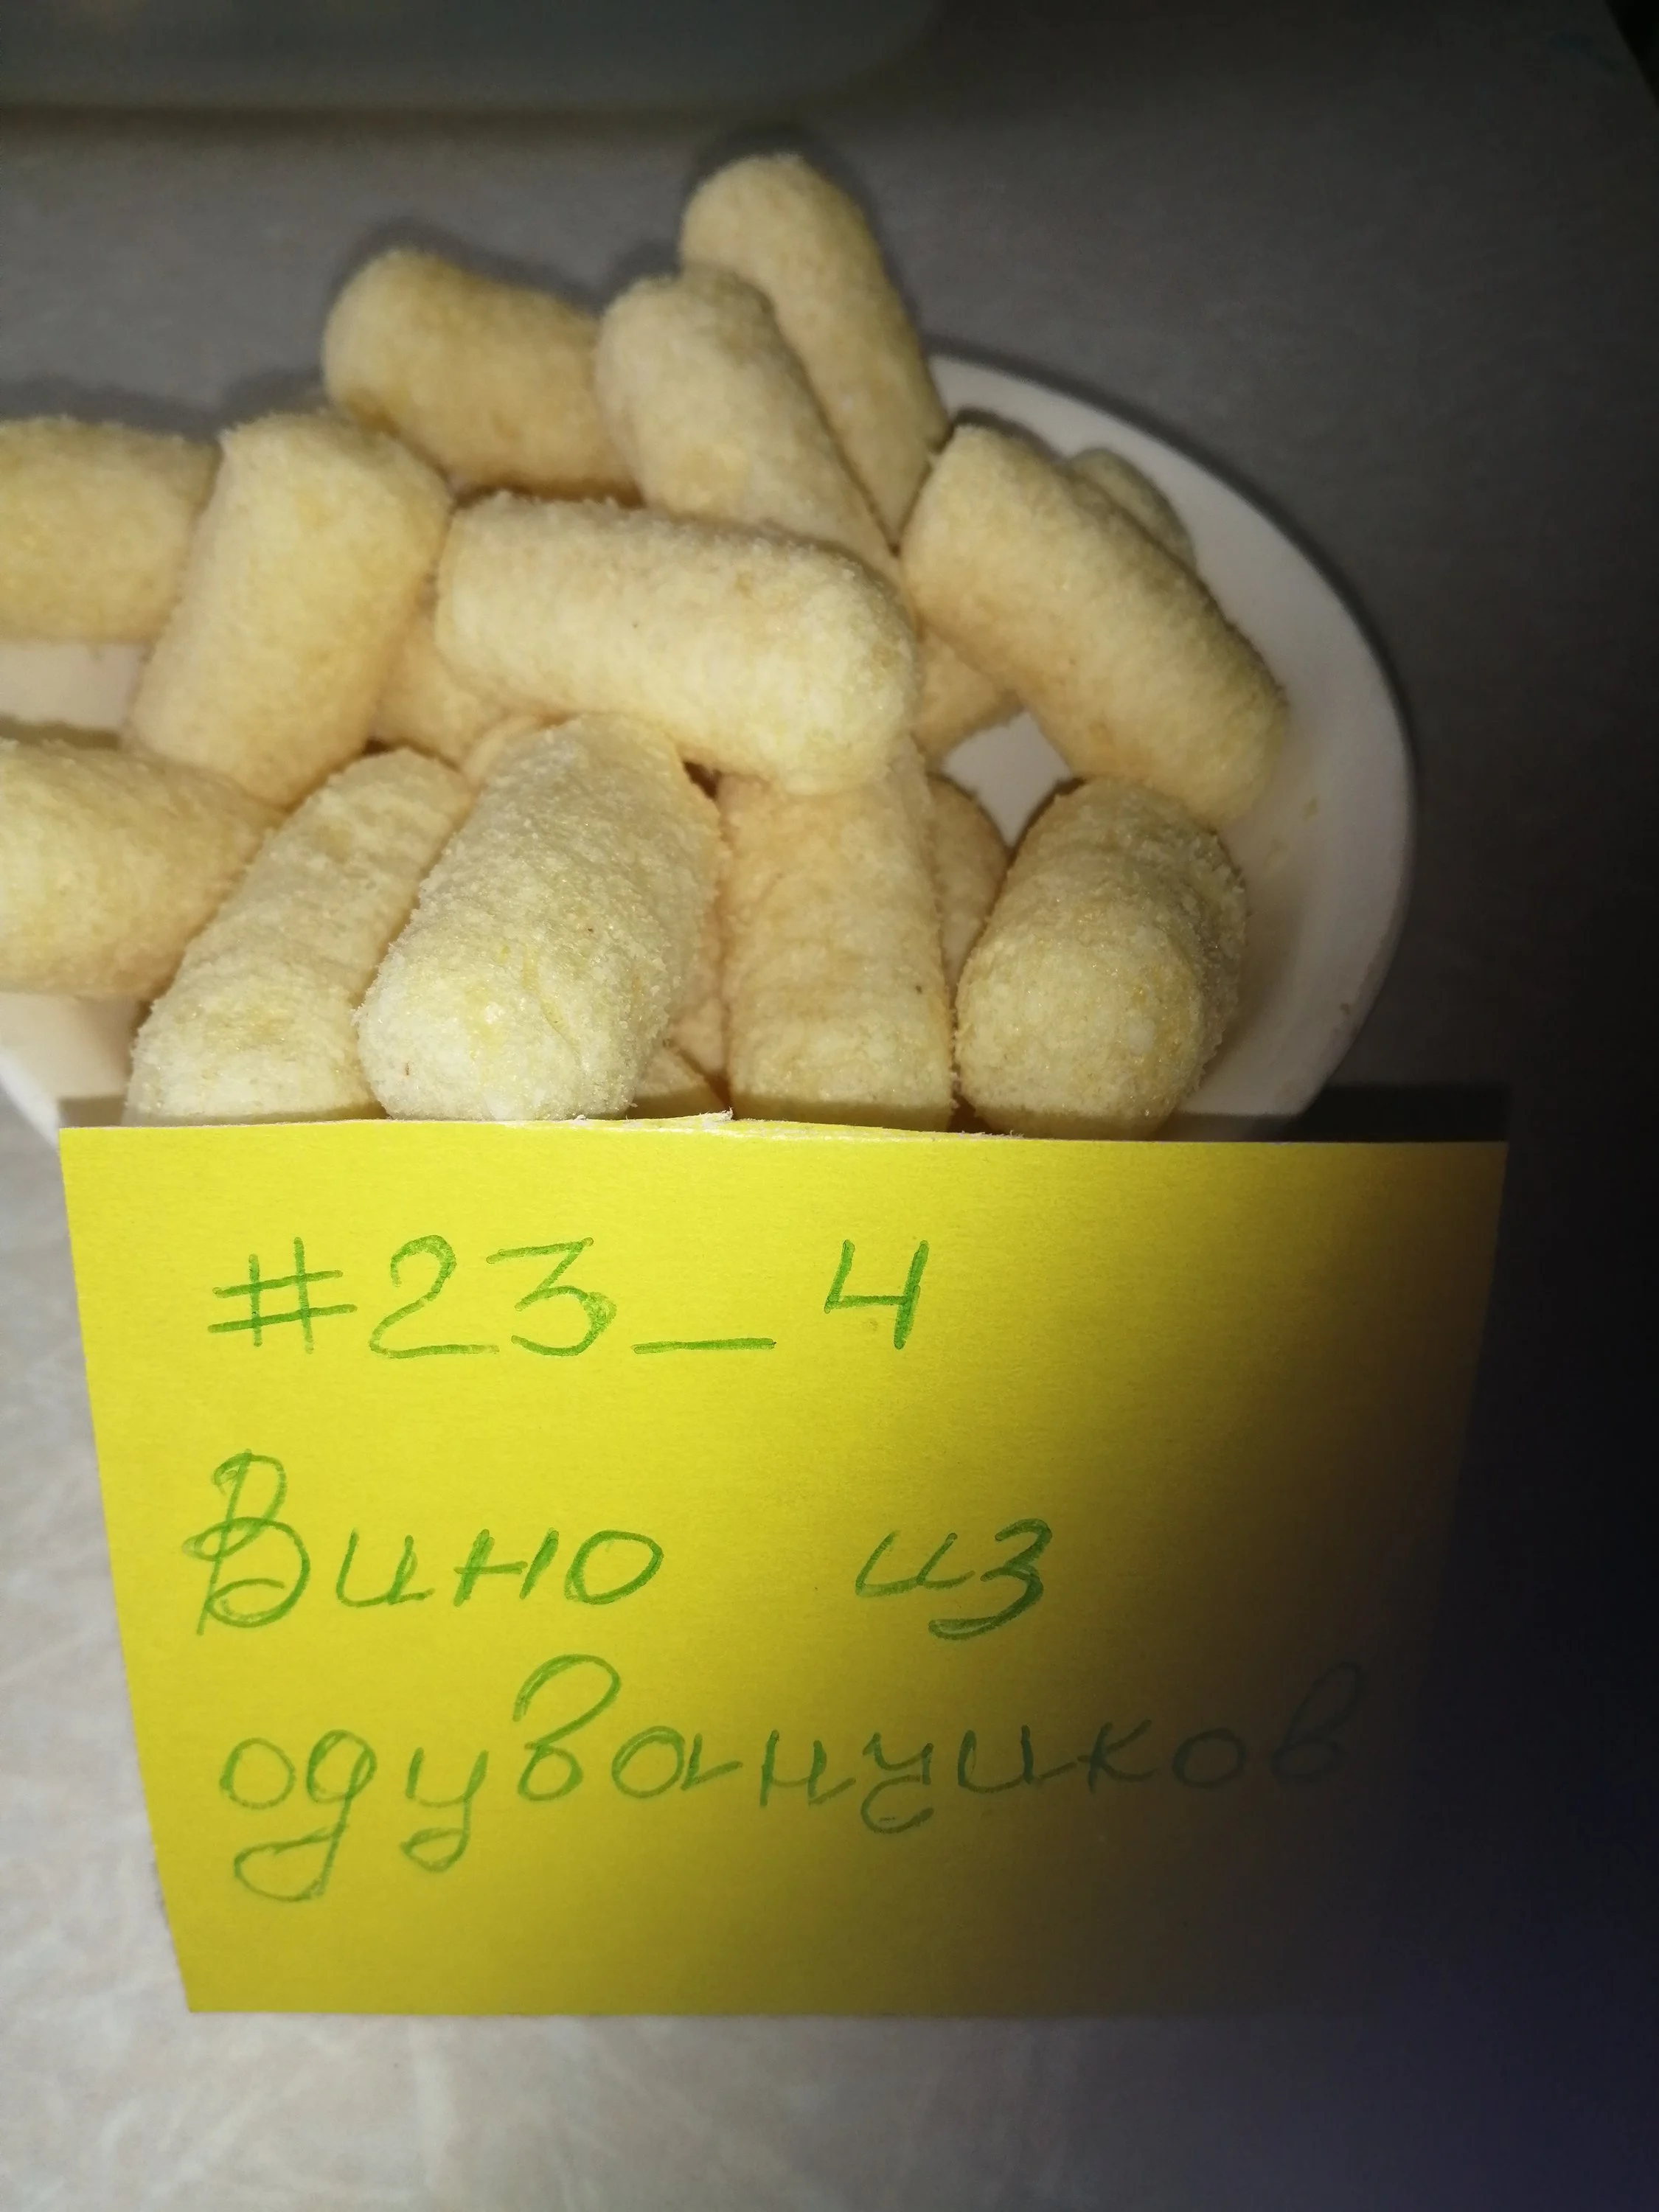 #23_4
Вино из
одуванчиков